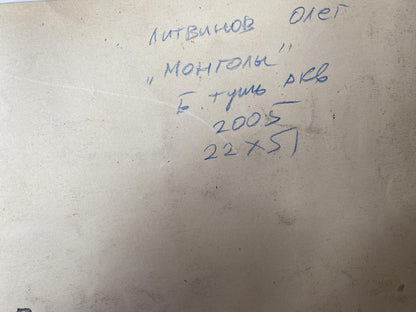 Литвинов Олег
„Монголы"
Б. тушь акв
2005
22×51